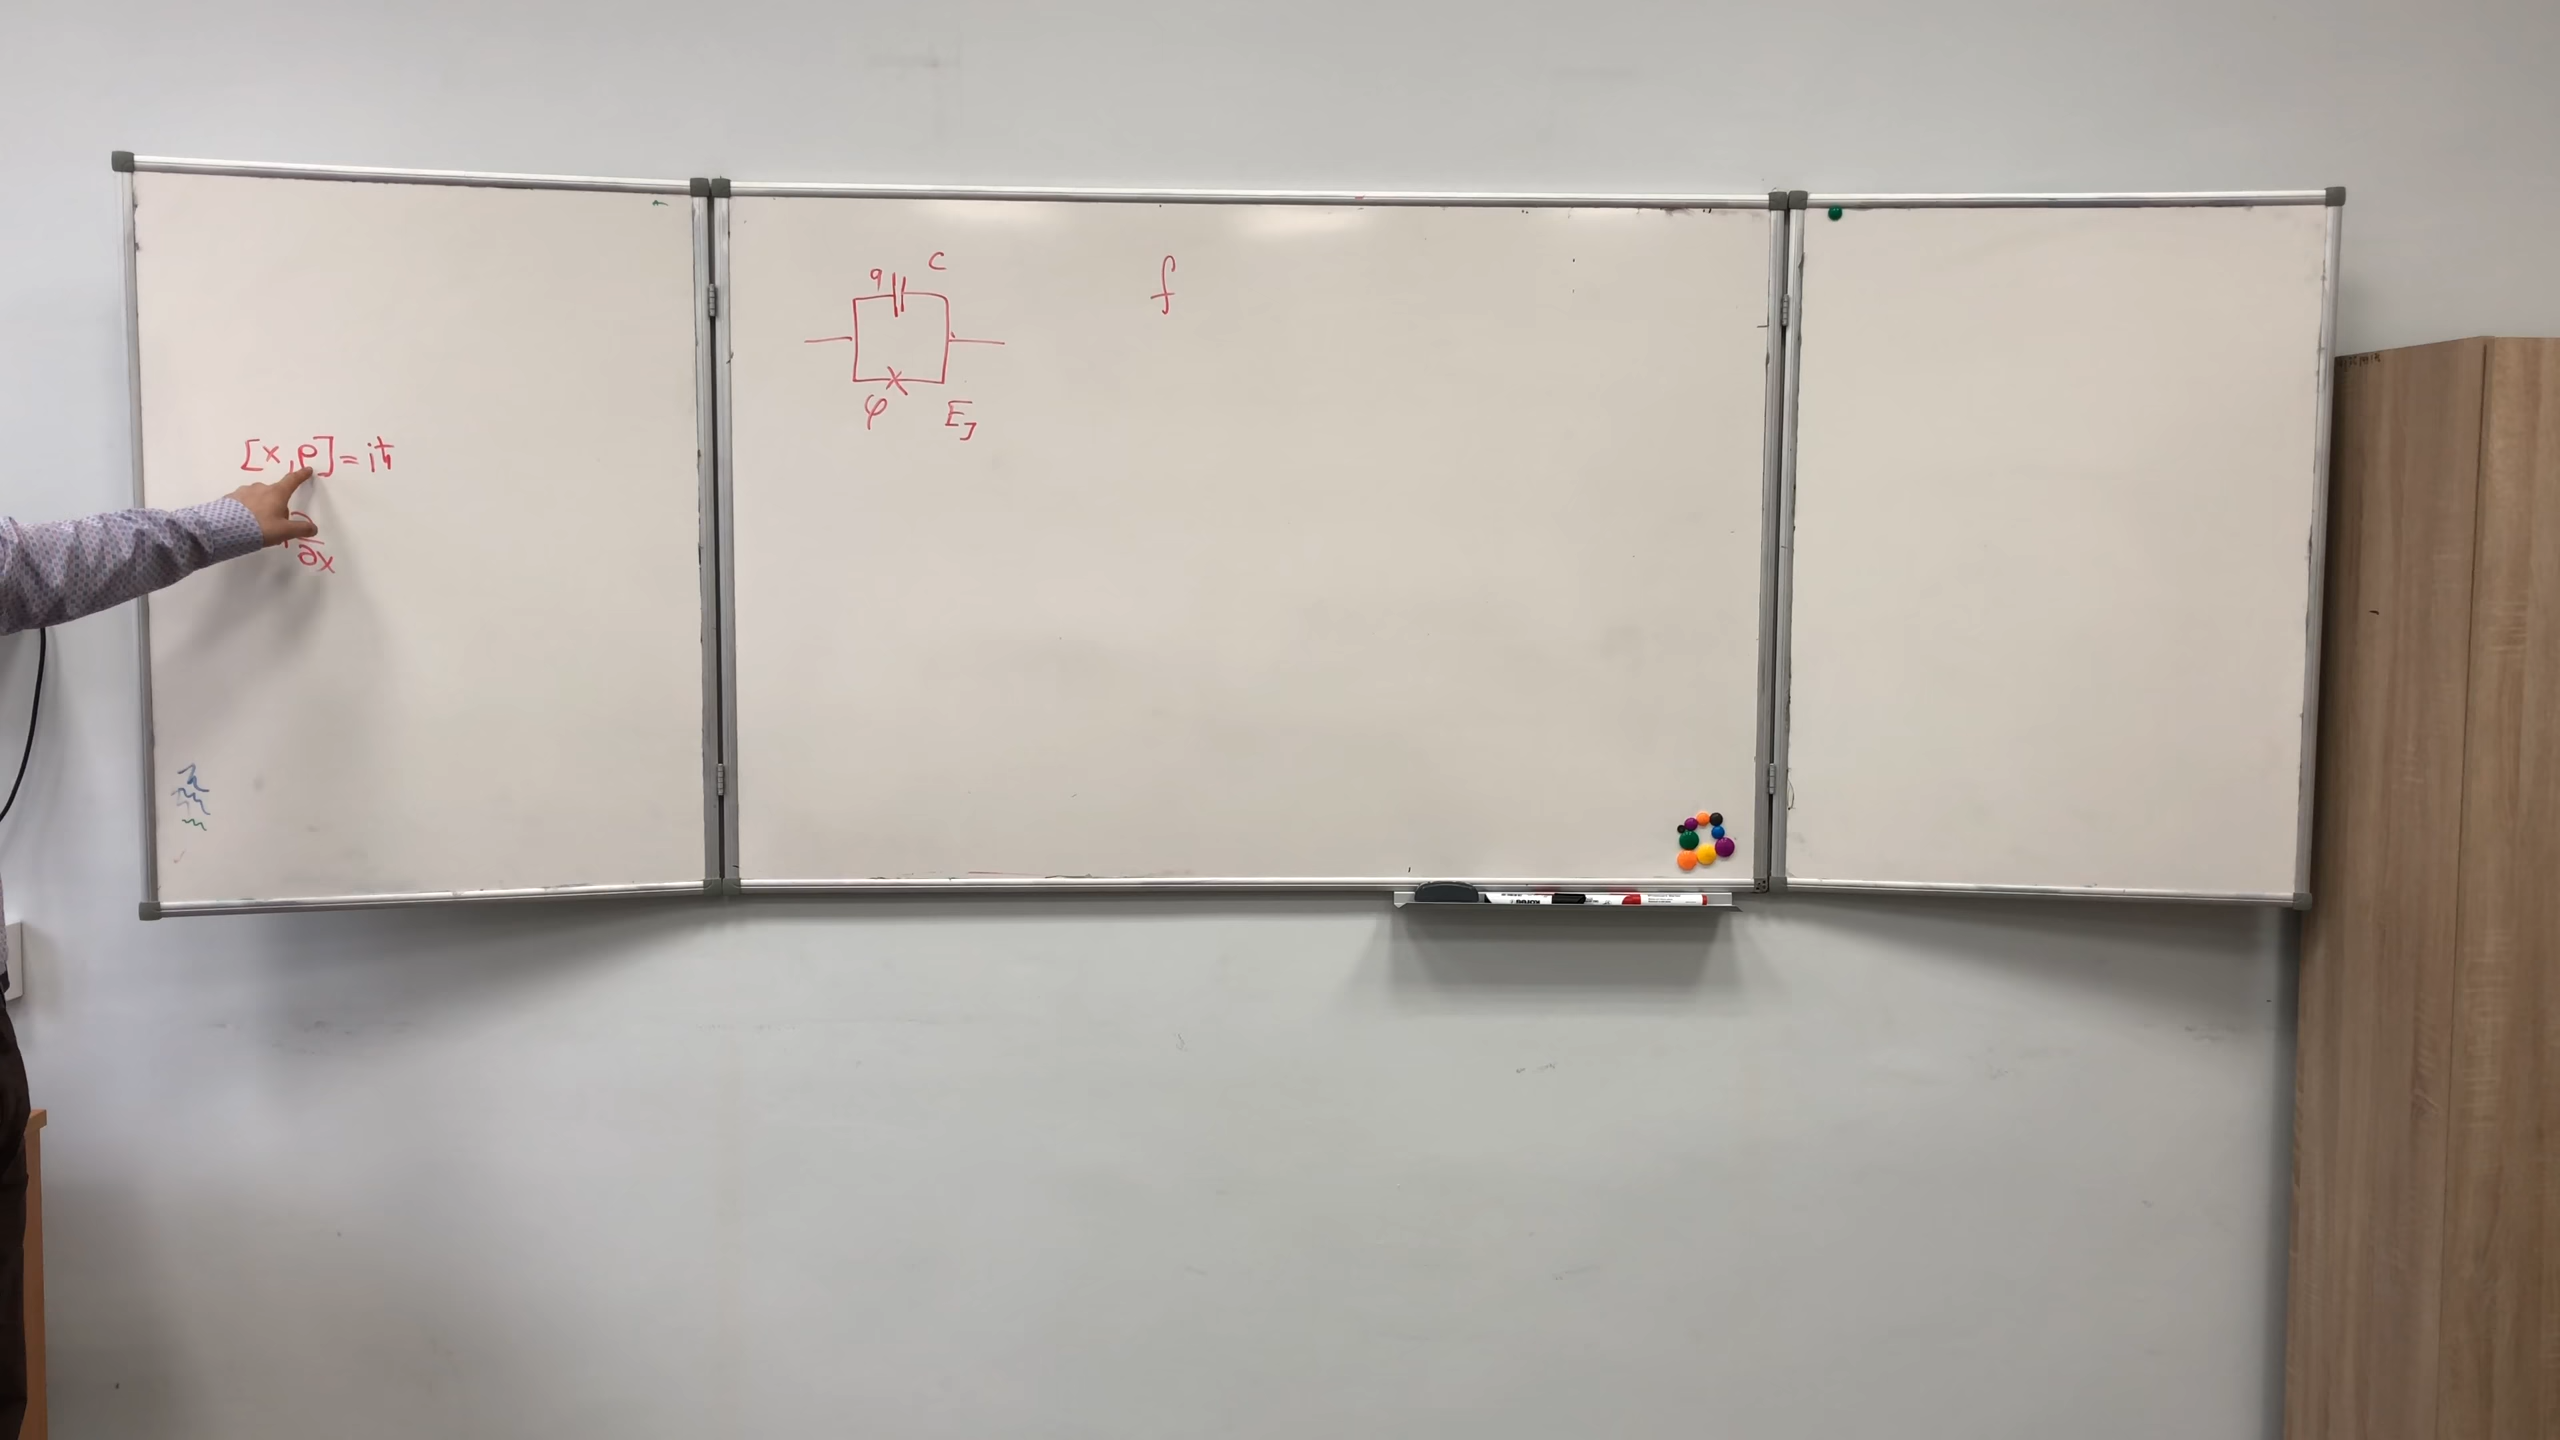 [x, p] = iħ
∂
∂x
q
C
φ
E_J
f